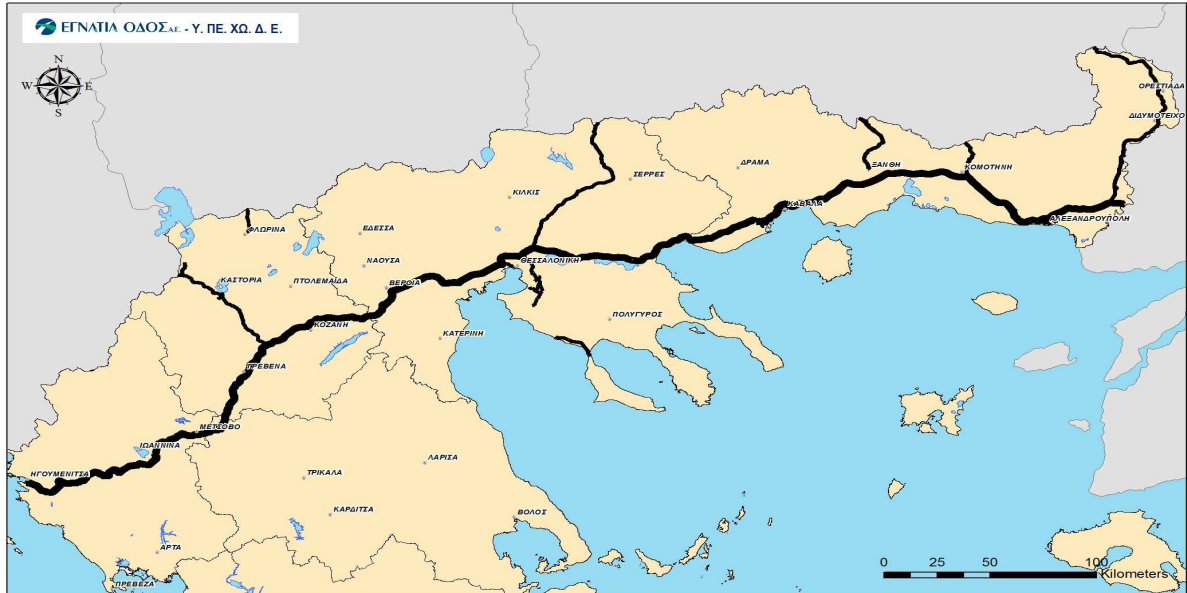 ΕΓΝΑΤΙΑ ΟΔΟΣ Α.Ε. - Υ. ΠΕ. ΧΩ. Δ. Ε.
N
W E
S
ΟΡΕΣΤΙΑΔΑ
ΔΙΔΥΜΟΤΕΙΧΟ
ΔΡΑΜΑ
ΞΑΝΘΗ
ΚΟΜΟΤΗΝΗ
ΣΕΡΡΕΣ
ΚΙΛΚΙΣ
ΚΑΒΑΛΑ
ΑΛΕΞΑΝΔΡΟΥΠΟΛΗ
ΦΛΩΡΙΝΑ
ΕΔΕΣΣΑ
ΘΕΣΣΑΛΟΝΙΚΗ
ΝΑΟΥΣΑ
ΚΑΣΤΟΡΙΑ
ΠΤΟΛΕΜΑΪΔΑ
ΒΕΡΟΙΑ
ΠΟΛΥΓΥΡΟΣ
ΚΟΖΑΝΗ
ΚΑΤΕΡΙΝΗ
ΓΡΕΒΕΝΑ
ΜΕΤΣΟΒΟ
ΙΩΑΝΝΙΝΑ
ΛΑΡΙΣΑ
ΗΓΟΥΜΕΝΙΤΣΑ
ΤΡΙΚΑΛΑ
ΚΑΡΔΙΤΣΑ
ΒΟΛΟΣ
ΑΡΤΑ
ΠΡΕΒΕΖΑ
0 25 50 100
Kilometers